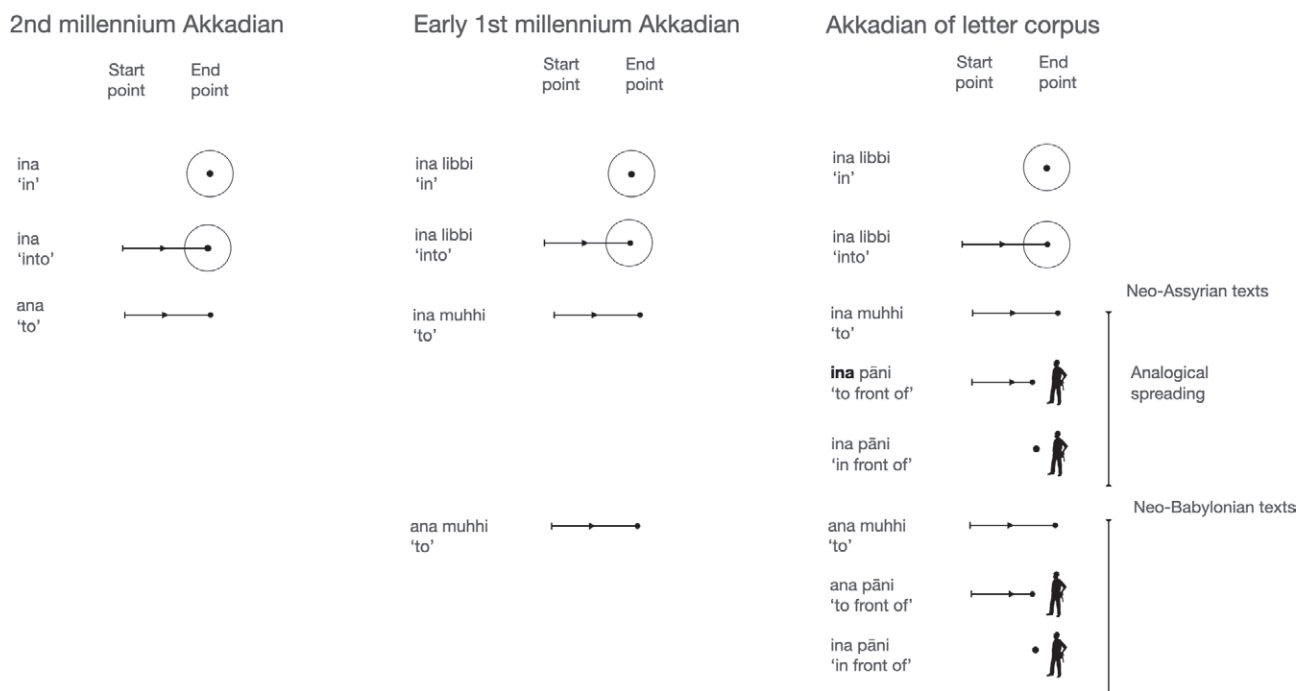 2nd millennium Akkadian
Start
point
End
point
ina
'in'
ina
'into'
ana
'to'
Early 1st millennium Akkadian
Start
point
End
point
ina libbi
'in'
ina libbi
'into'
ina muhhi
'to'
ana muhhi
'to'
Akkadian of letter corpus
Start
point
End
point
ina libbi
'in'
ina libbi
'into'
Neo-Assyrian texts
ina muhhi
'to'
ina pāni
'to front of'
Analogical
spreading
ina pāni
'in front of'
Neo-Babylonian texts
ana muhhi
'to'
ana pāni
'to front of'
ina pāni
'in front of'